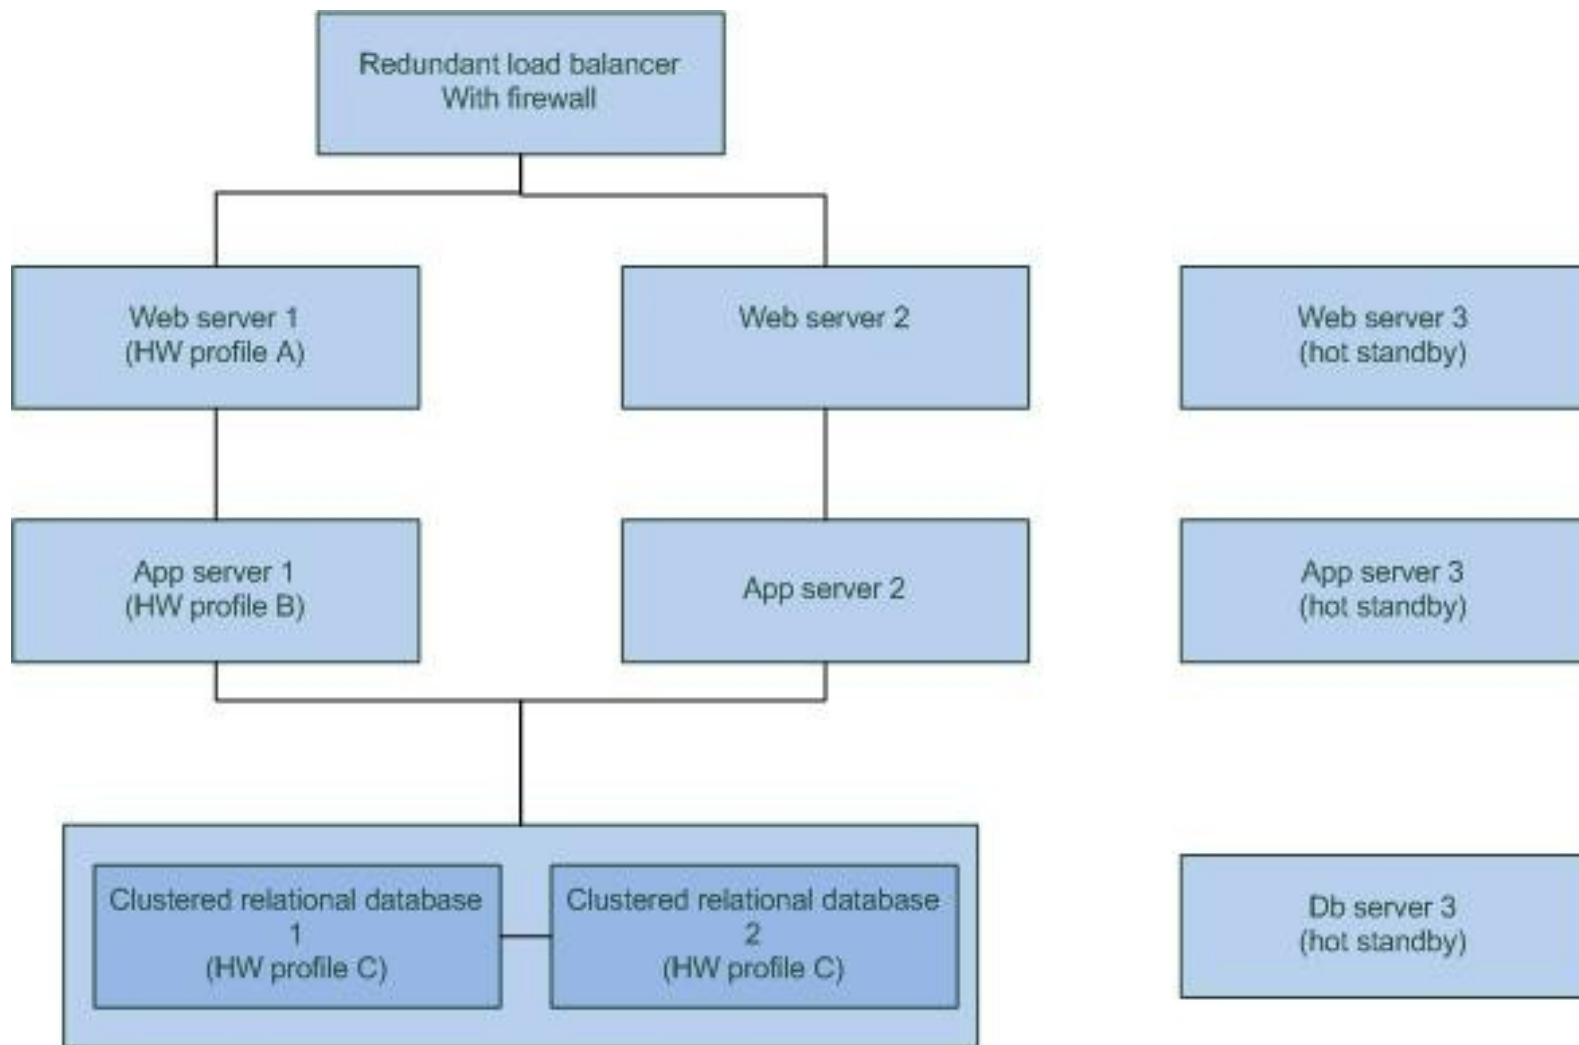 Redundant load balancer
With firewall
Web server 1
(HW profile A)
Web server 2
Web server 3
(hot standby)
App server 1
(HW profile B)
App server 2
App server 3
(hot standby)
Clustered relational database
1
(HW profile C)
Clustered relational database
2
(HW profile C)
Db server 3
(hot standby)